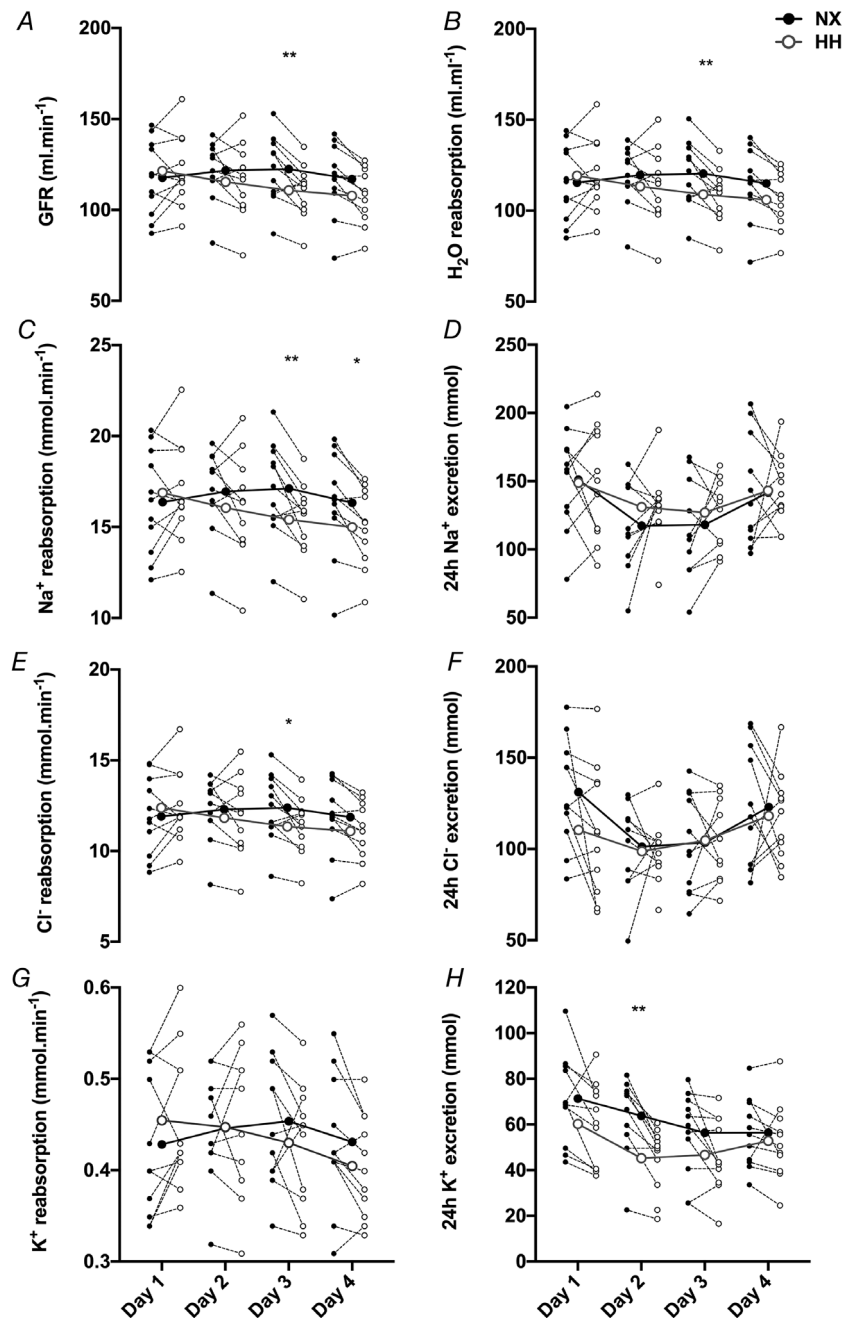 A
B
NX
HH
200
150
100
50
GFR (ml.min-1)
**
200
150
100
50
H2O reabsorption (ml.ml-1)
**
C
D
25
20
15
10
Na+ reabsorption (mmol.min-1)
**
*
250
200
150
100
50
24h Na+ excretion (mmol)
E
F
20
15
10
5
Cl- reabsorption (mmol.min-1)
*
200
150
100
50
24h Cl- excretion (mmol)
G
H
0.6
0.5
0.4
0.3
K+ reabsorption (mmol.min-1)
120
100
80
60
40
20
0
24h K+ excretion (mmol)
**
Day 1
Day 2
Day 3
Day 4
Day 1
Day 2
Day 3
Day 4